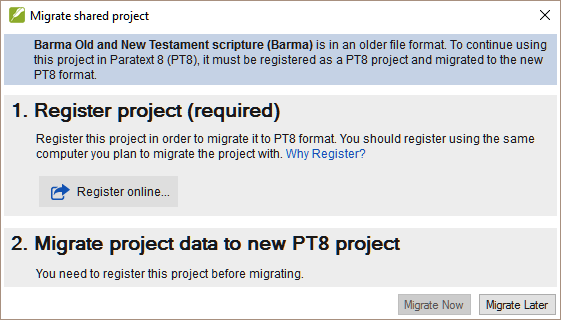 Migrate shared project
Barma Old and New Testament scripture (Barma) is in an older file format. To continue using
this project in Paratext 8 (PT8), it must be registered as a PT8 project and migrated to the new
PT8 format.
1. Register project (required)
Register this project in order to migrate it to PT8 format. You should register using the same
computer you plan to migrate the project with. Why Register?
Register online...
2. Migrate project data to new PT8 project
You need to register this project before migrating.
Migrate Now Migrate Later